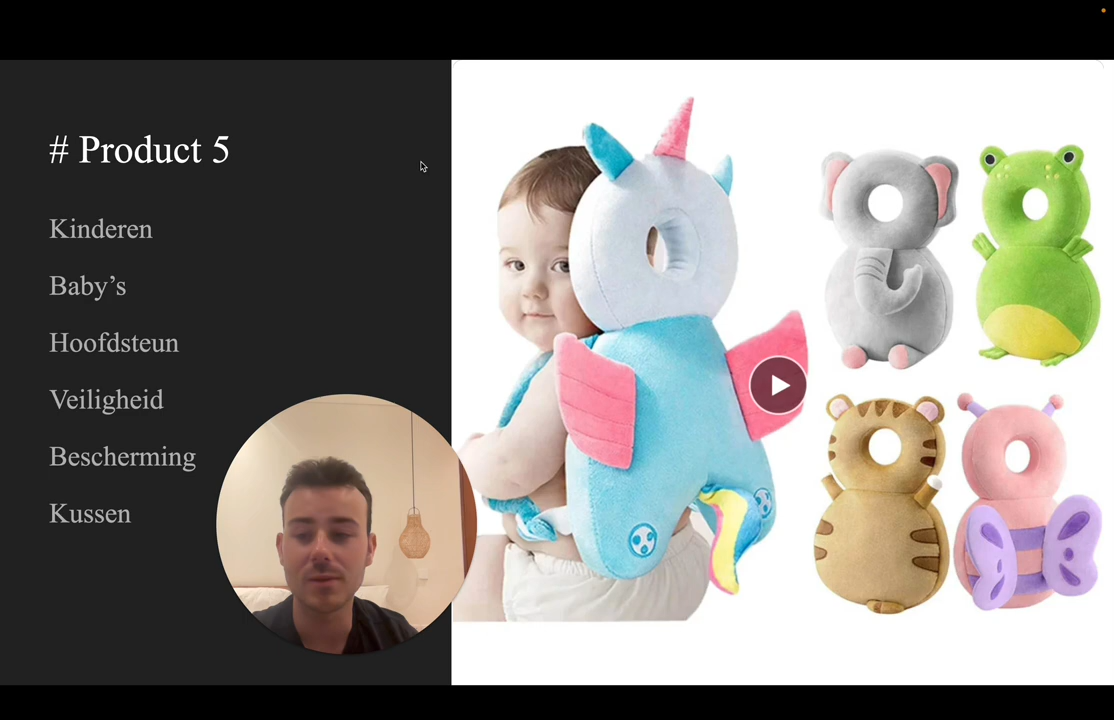 # Product 5
Kinderen
Baby’s
Hoofdsteun
Veiligheid
Bescherming
Kussen